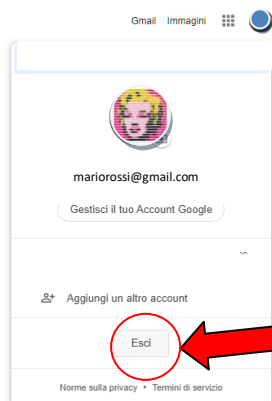 Gmail Immagini
mariorossi@gmail.com
Gestisci il tuo Account Google
Aggiungi un altro account
Esci
Norme sulla privacy • Termini di servizio